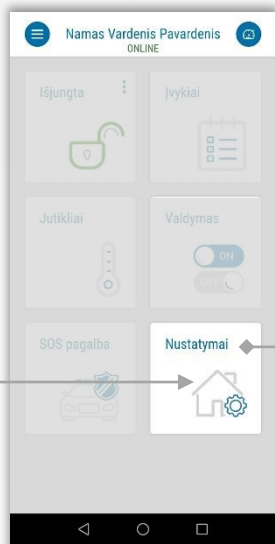 Namas Vardenis Pavardenis
ONLINE
Išjungta
Įvykiai
Jutikliai
Valdymas
ON
OFF
SOS pagalba
Nustatymai